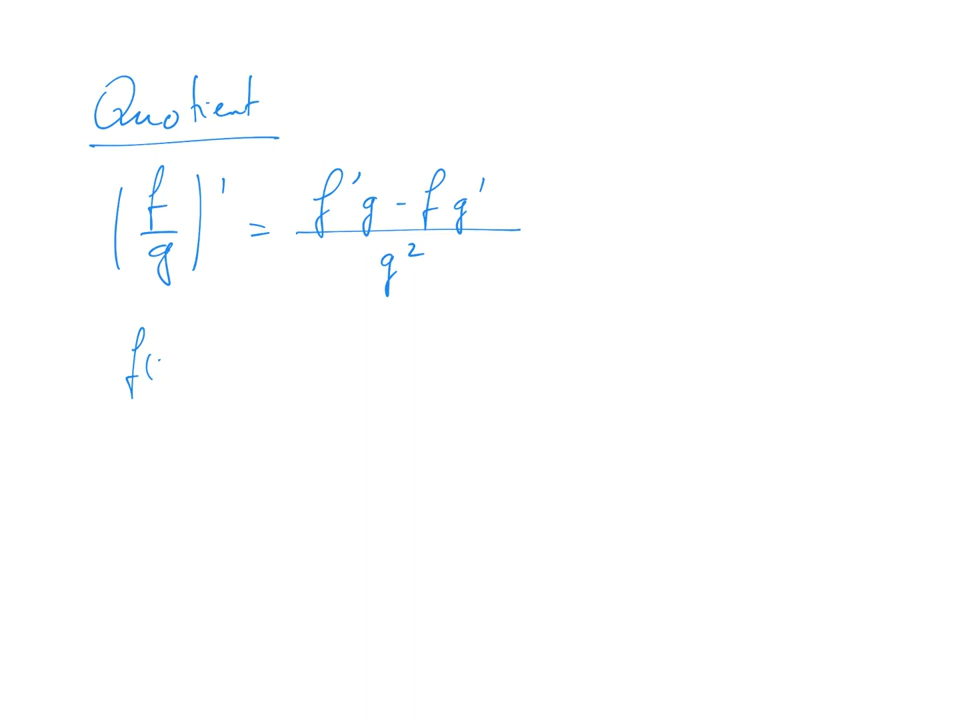 Quotient
(f/g)' = (f'g - fg')/g²
f(